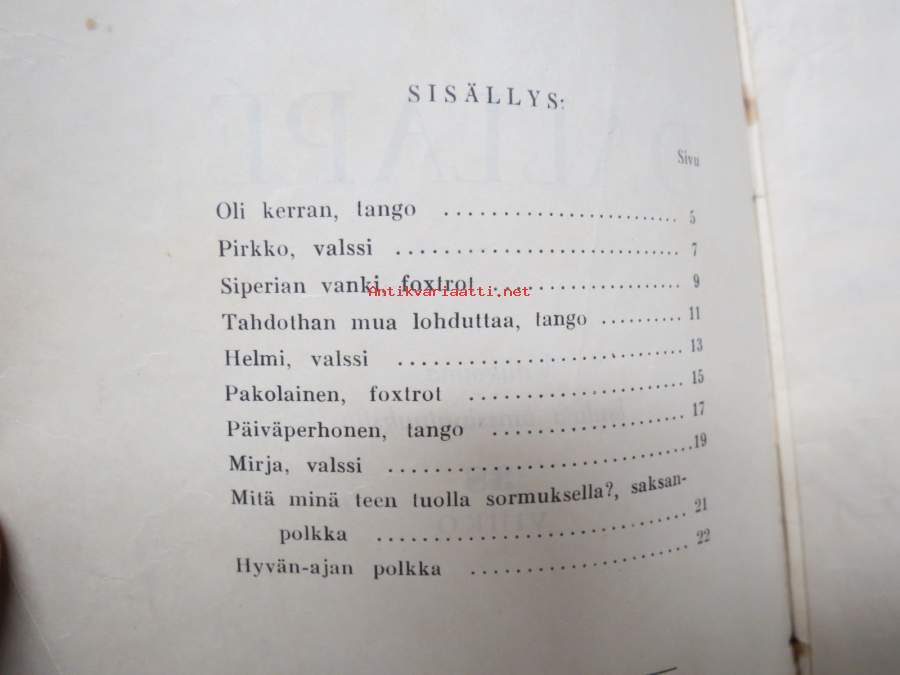 SISÄLLYS:
Sivu
Oli kerran, tango ........................ 5
Pirkko, valssi ............................. 7
Siperian vanki, foxtrot .................... 9
Antikvariaatti.net
Tahdothan mua lohduttaa, tango .......... 11
Helmi, valssi .............................. 13
Pakolainen, foxtrot ...................... 15
Päiväperhonen, tango .................... 17
Mirja, valssi ............................... 19
Mitä minä teen tuolla sormuksella?, saksan-
polkka ................................ 21
Hyvän-ajan polkka ...................... 22